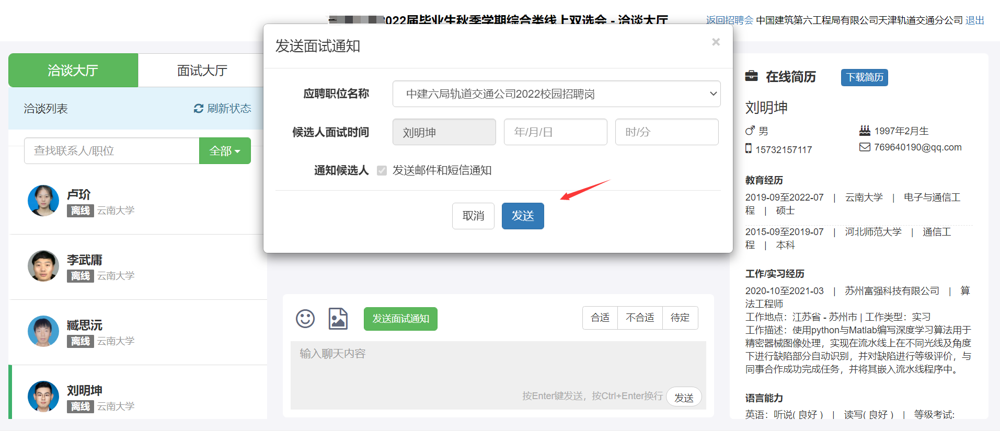 2022届毕业生秋季学期综合类线上双选会 - 洽谈大厅
返回招聘会 中国建筑第六工程局有限公司天津轨道交通分公司 退出
洽谈大厅
面试大厅
洽谈列表
刷新状态
查找联系人/职位
全部
卢玠
离线 云南大学
李武庸
离线 云南大学
臧思沅
离线 云南大学
刘明坤
离线 云南大学
发送面试通知
×
应聘职位名称
中建六局轨道交通公司2022校园招聘岗
候选人面试时间
刘明坤
年/月/日
时/分
通知候选人
发送邮件和短信通知
取消
发送
发送面试通知
合适
不合适
待定
输入聊天内容
按Enter键发送，按Ctrl+Enter换行
发送
在线简历
下载简历
刘明坤
男
1997年2月生
15732157117
769640190@qq.com
教育经历
2019-09至2022-07 | 云南大学 | 电子与通信工
程 | 硕士
2015-09至2019-07 | 河北师范大学 | 通信工
程 | 本科
工作/实习经历
2020-10至2021-03 | 苏州富强科技有限公司 | 算
法工程师
工作地点：江苏省 - 苏州市 | 工作类型：实习
工作描述：使用python与Matlab编写深度学习算法用于
精密器械图像处理，实现在流水线上在不同光线及角度
下进行缺陷部分自动识别，并对缺陷进行等级评价，与
同事合作成功完成任务，并将其嵌入流水线程序中。
语言能力
英语：听说( 良好 ) | 读写( 良好 ) | 等级考试: